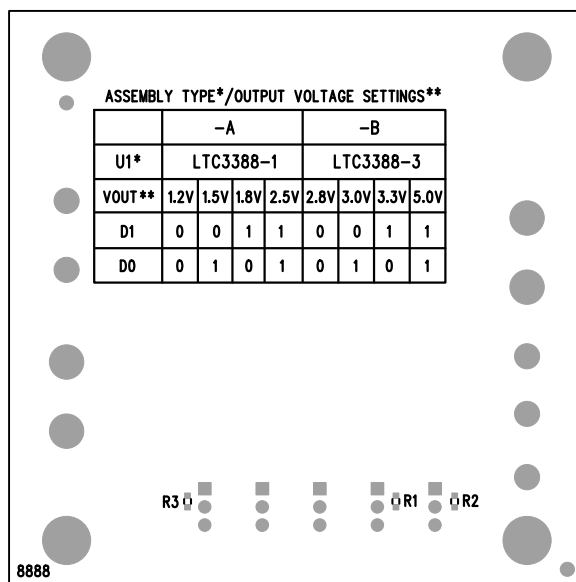 ASSEMBLY TYPE*/OUTPUT VOLTAGE SETTINGS**
-A -B
U1* LTC3388-1 LTC3388-3
VOUT** 1.2V 1.5V 1.8V 2.5V 2.8V 3.0V 3.3V 5.0V
D1 0 0 1 1 0 0 1 1
D0 0 1 0 1 0 1 0 1
R3 R1 R2
8888